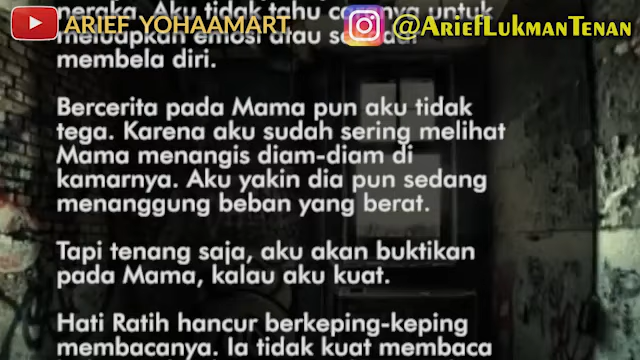 ARIEF YOHAAMART
@AriefLukmanTenan
neraka. Aku tidak tahu caranya untuk
meluapkan emosi atau
membela diri.
Bercerita pada Mama pun aku tidak
tega. Karena aku sudah sering melihat
Mama menangis diam-diam di
kamarnya. Aku yakin dia pun sedang
menanggung beban yang berat.
Tapi tenang saja, aku akan buktikan
pada Mama, kalau aku kuat.
Hati Ratih hancur berkeping-keping
membacanya. Ia tidak kuat membaca